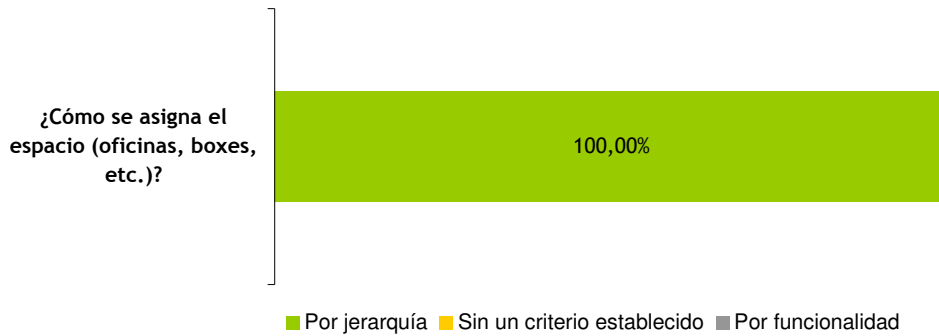 ¿Cómo se asigna el
espacio (oficinas, boxes,
etc.)?
100,00%
Por jerarquía Sin un criterio establecido Por funcionalidad